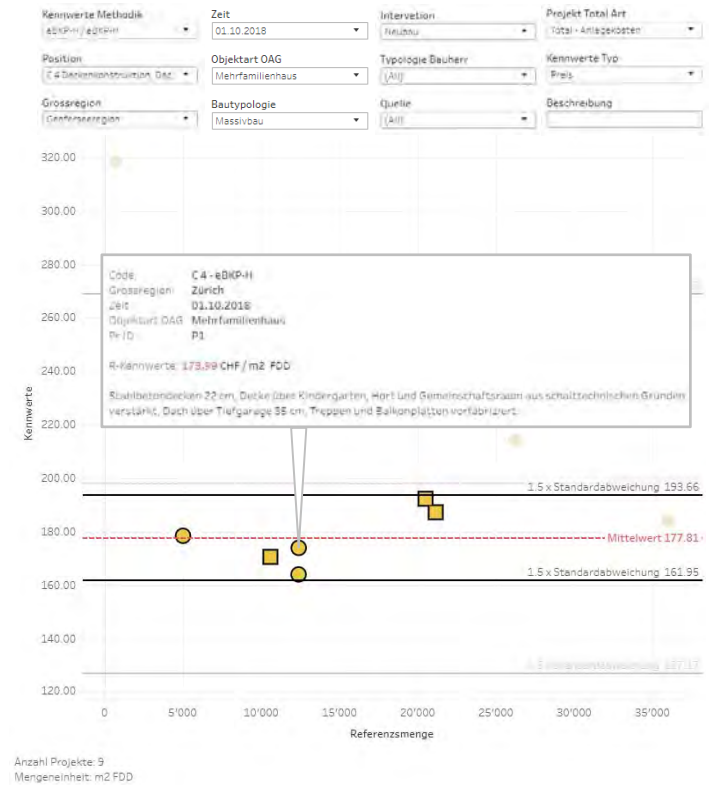 Kennwerte Methodik
Zeit
Intervetion
Projekt Total Art
eBKP-H / eBKP-H
01.10.2018
Neubau
Total - Anlagekosten
Position
Objektart OAG
Typologie Bauherr
Kennwerte Typ
C 4 Deckenkonstruktion, Dac
Mehrfamilienhaus
(All)
Preis
Grossregion
Bautypologie
Quelle
Beschreibung
Genferseeregion
Massivbau
(All)
320.00
300.00
280.00
260.00
240.00
220.00
200.00
180.00
160.00
140.00
120.00
Kennwerte
Code: C 4 - eBKP-H
Grossregion: Zürich
Zeit: 01.10.2018
Objektart OAG: Mehrfamilienhaus
Pr ID: P1
R-Kennwerte: 173.99 CHF / m2 FDD
Stahlbetondecken 22 cm, Decke über Kindergarten, Hort und Gemeinschaftsraum aus schalltechnischen Gründen
verstärkt, Dach über Tiefgarage 35 cm, Treppen und Balkonplatten vorfabriziert.
1.5 x Standardabweichung 193.66
Mittelwert 177.81
1.5 x Standardabweichung 161.95
1.5 x Standardabweichung 127.17
0 5'000 10'000 15'000 20'000 25'000 30'000 35'000
Referenzsmenge
Anzahl Projekte: 9
Mengeneinheit: m2 FDD